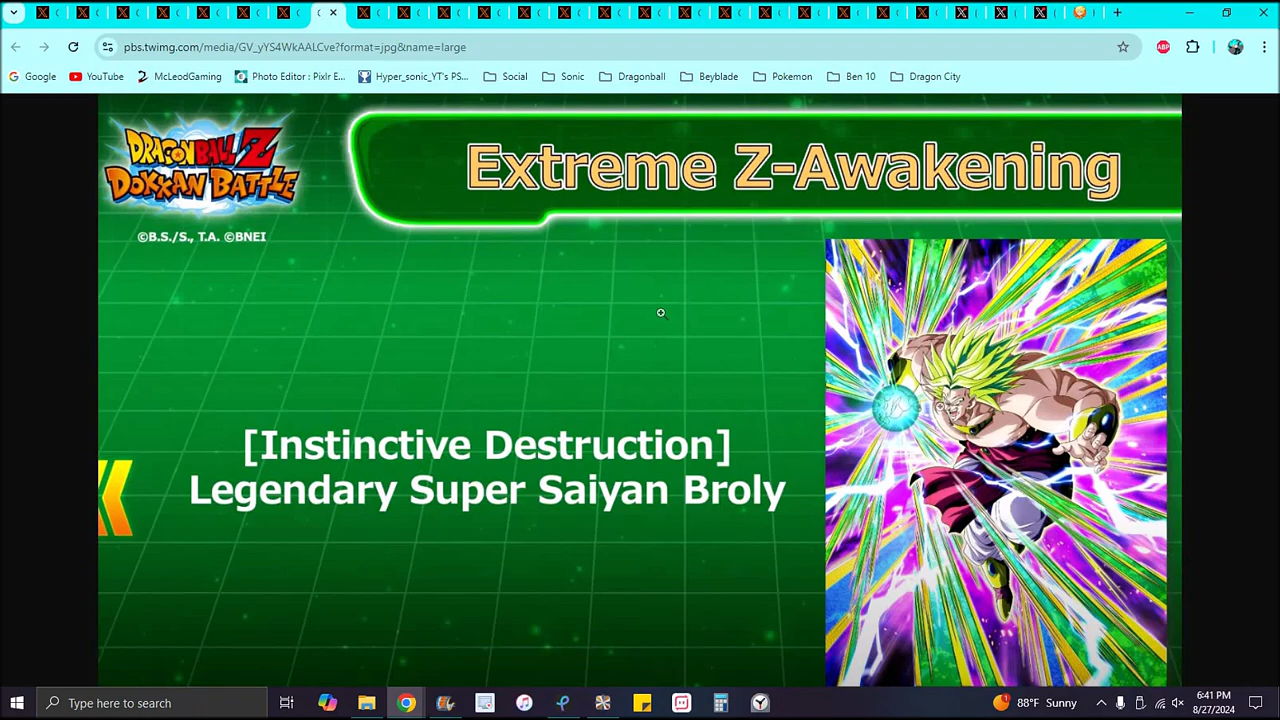 pbs.twimg.com/media/GV_yYS4WkAALCve?format=jpg&name=large
Google
YouTube
McLeodGaming
Photo Editor : Pixlr E...
Hyper_sonic_YT's PS...
Social
Sonic
Dragonball
Beyblade
Pokemon
Ben 10
Dragon City
DRAGON BALL Z
DOKKAN BATTLE
©B.S./S., T.A. ©BNEI
Extreme Z-Awakening
[Instinctive Destruction]
Legendary Super Saiyan Broly
Type here to search
88°F Sunny
6:41 PM
8/27/2024